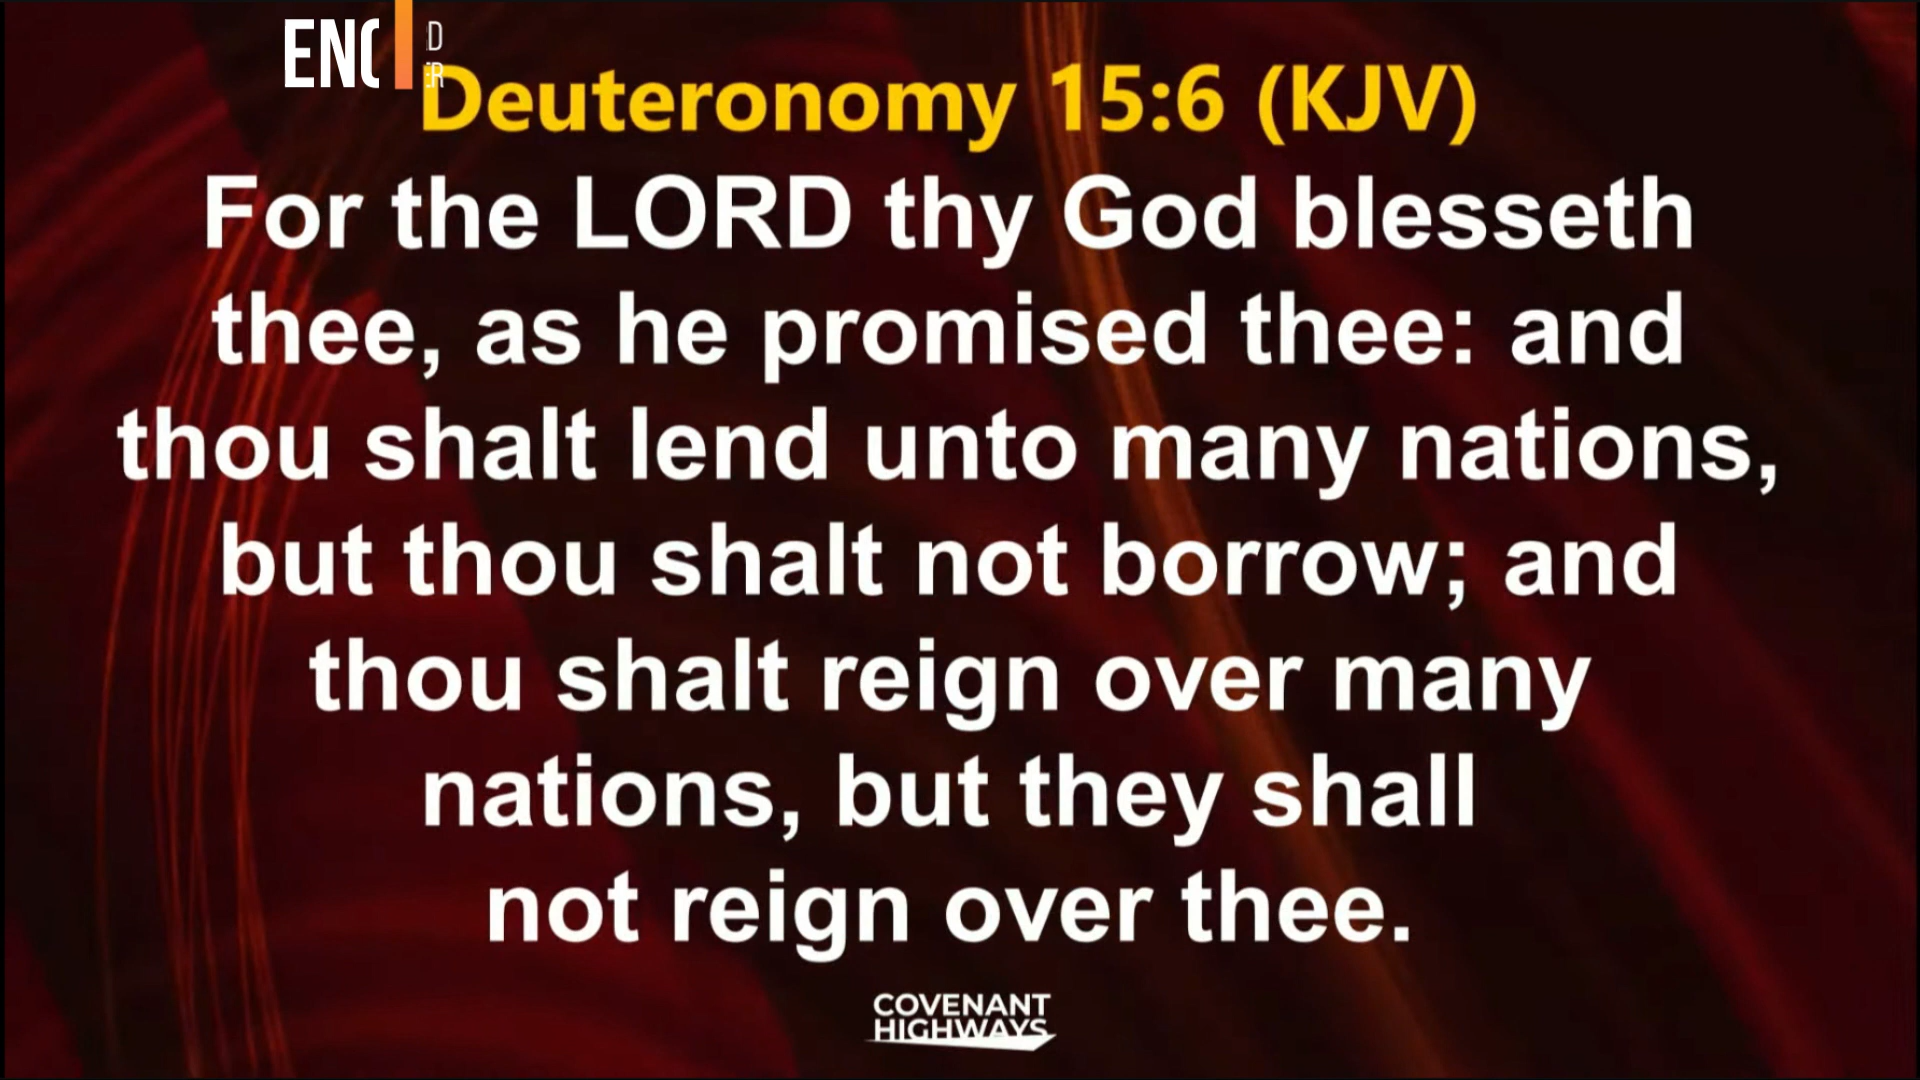 ENC
D
ER
Deuteronomy 15:6 (KJV)
For the LORD thy God blesseth
thee, as he promised thee: and
thou shalt lend unto many nations,
but thou shalt not borrow; and
thou shalt reign over many
nations, but they shall
not reign over thee.
COVENANT
HIGHWAYS